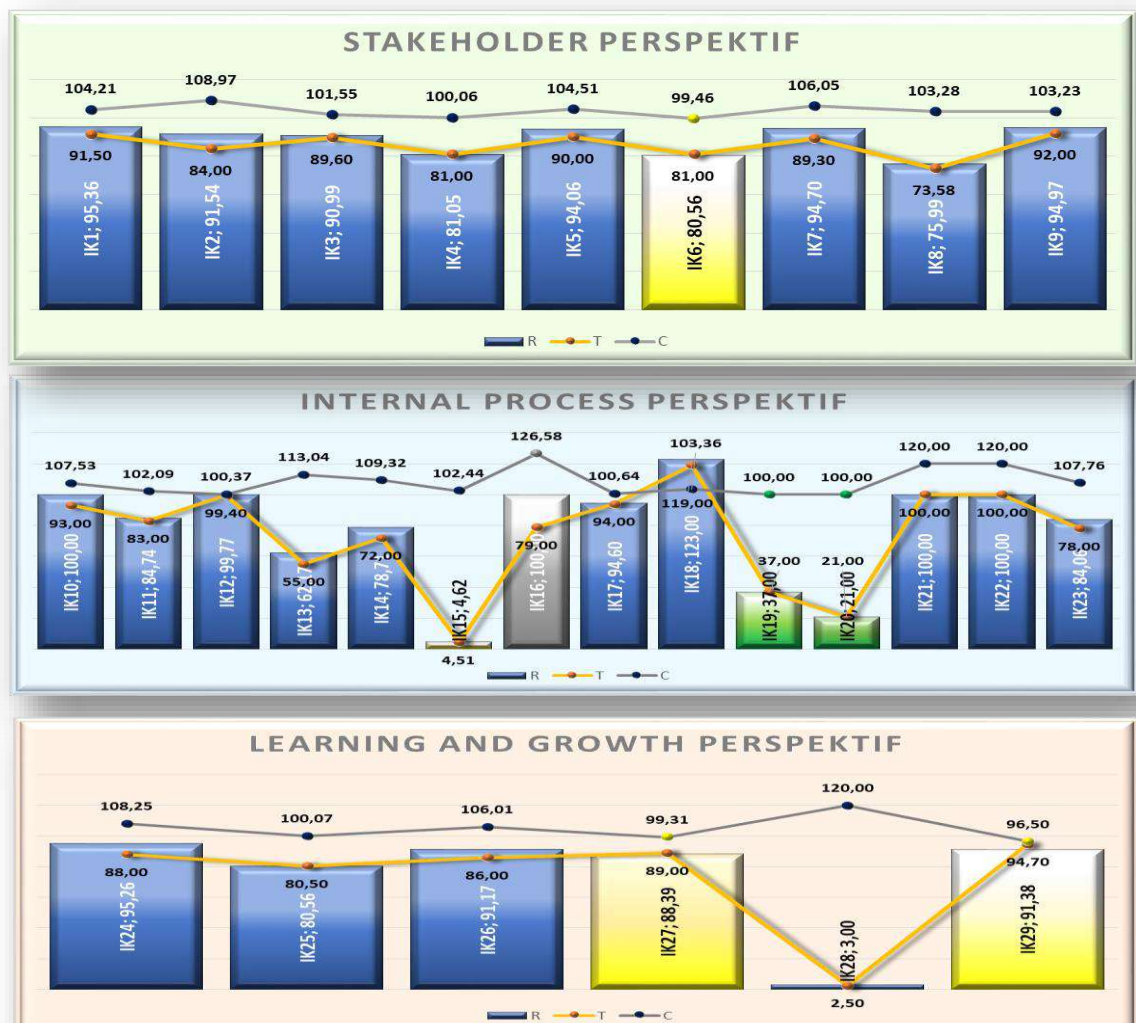 STAKEHOLDER PERSPEKTIF
104,21 108,97 101,55 100,06 104,51 99,46 106,05 103,28 103,23
91,50 84,00 89,60 81,00 90,00 81,00 89,30 73,58 92,00
IK1; 95,36 IK2; 91,54 IK3; 90,99 IK4; 81,05 IK5; 94,06 IK6; 80,56 IK7; 94,70 IK8; 75,99 IK9; 94,97
R T C
INTERNAL PROCESS PERSPEKTIF
107,53 102,09 100,37 113,04 109,32 102,44 126,58 100,64 103,36 100,00 100,00 120,00 120,00 107,76
93,00 83,00 99,40 55,00 72,00 4,51 79,00 94,00 119,00 37,00 21,00 100,00 100,00 78,00
IK10; 100,00 IK11; 84,74 IK12; 99,77 IK15; 4,62 IK17; 94,60 IK18; 123,00 IK19; 37,00 IK20; 21,00 IK21; 100,00 IK22; 100,00 IK23; 84,06
R T C
LEARNING AND GROWTH PERSPEKTIF
108,25 100,07 106,01 99,31 120,00 96,50
88,00 80,50 86,00 89,00 2,50 94,70
IK24; 95,26 IK25; 80,56 IK26; 91,17 IK27; 88,39 IK28; 3,00 IK29; 91,38
R T C